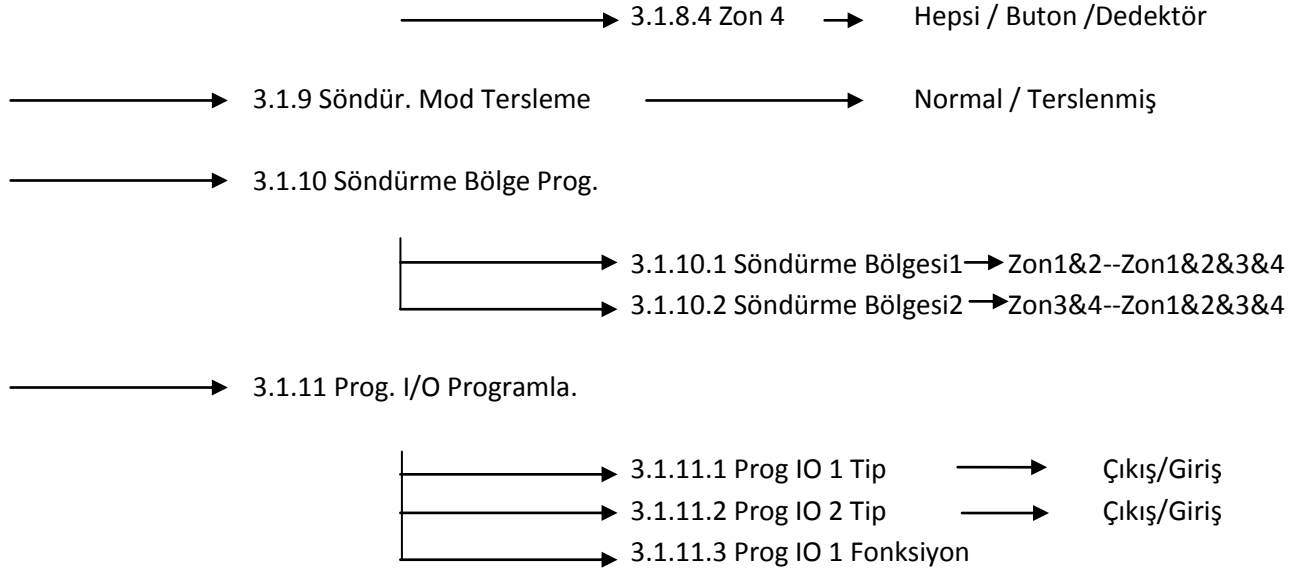 3.1.8.4 Zon 4 Hepsi / Buton /Dedektör
3.1.9 Söndür. Mod Tersleme Normal / Terslenmiş
3.1.10 Söndürme Bölge Prog.
3.1.10.1 Söndürme Bölgesi1 Zon1&2--Zon1&2&3&4
3.1.10.2 Söndürme Bölgesi2 Zon3&4--Zon1&2&3&4
3.1.11 Prog. I/O Programla.
3.1.11.1 Prog IO 1 Tip Çıkış/Giriş
3.1.11.2 Prog IO 2 Tip Çıkış/Giriş
3.1.11.3 Prog IO 1 Fonksiyon